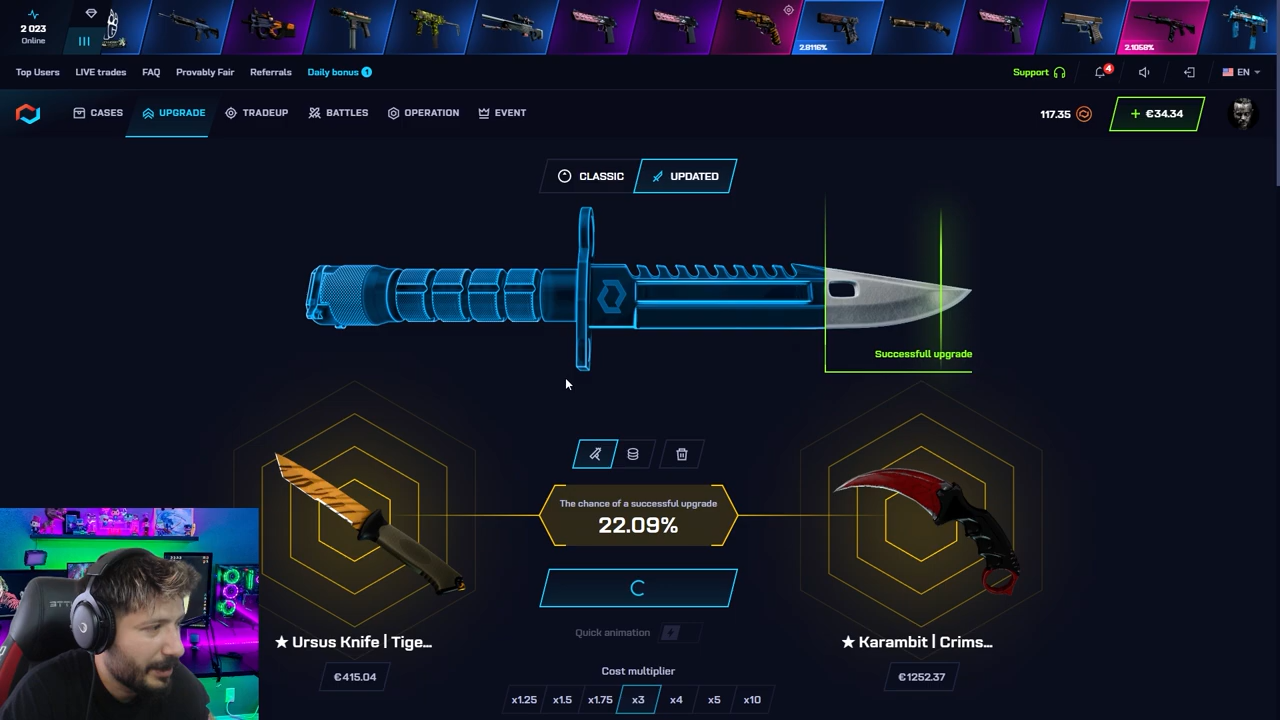 2 023
Online
2.8116%
2.1058%
Top Users LIVE trades FAQ Provably Fair Referrals Daily bonus 1
Support 4 EN
CASES UPGRADE TRADEUP BATTLES OPERATION EVENT
117.35 + €34.34
CLASSIC UPDATED
Successfull upgrade
The chance of a successful upgrade
22.09%
Quick animation
★ Ursus Knife | Tige...
€415.04
★ Karambit | Crims...
€1252.37
Cost multiplier
x1.25 x1.5 x1.75 x3 x4 x5 x10